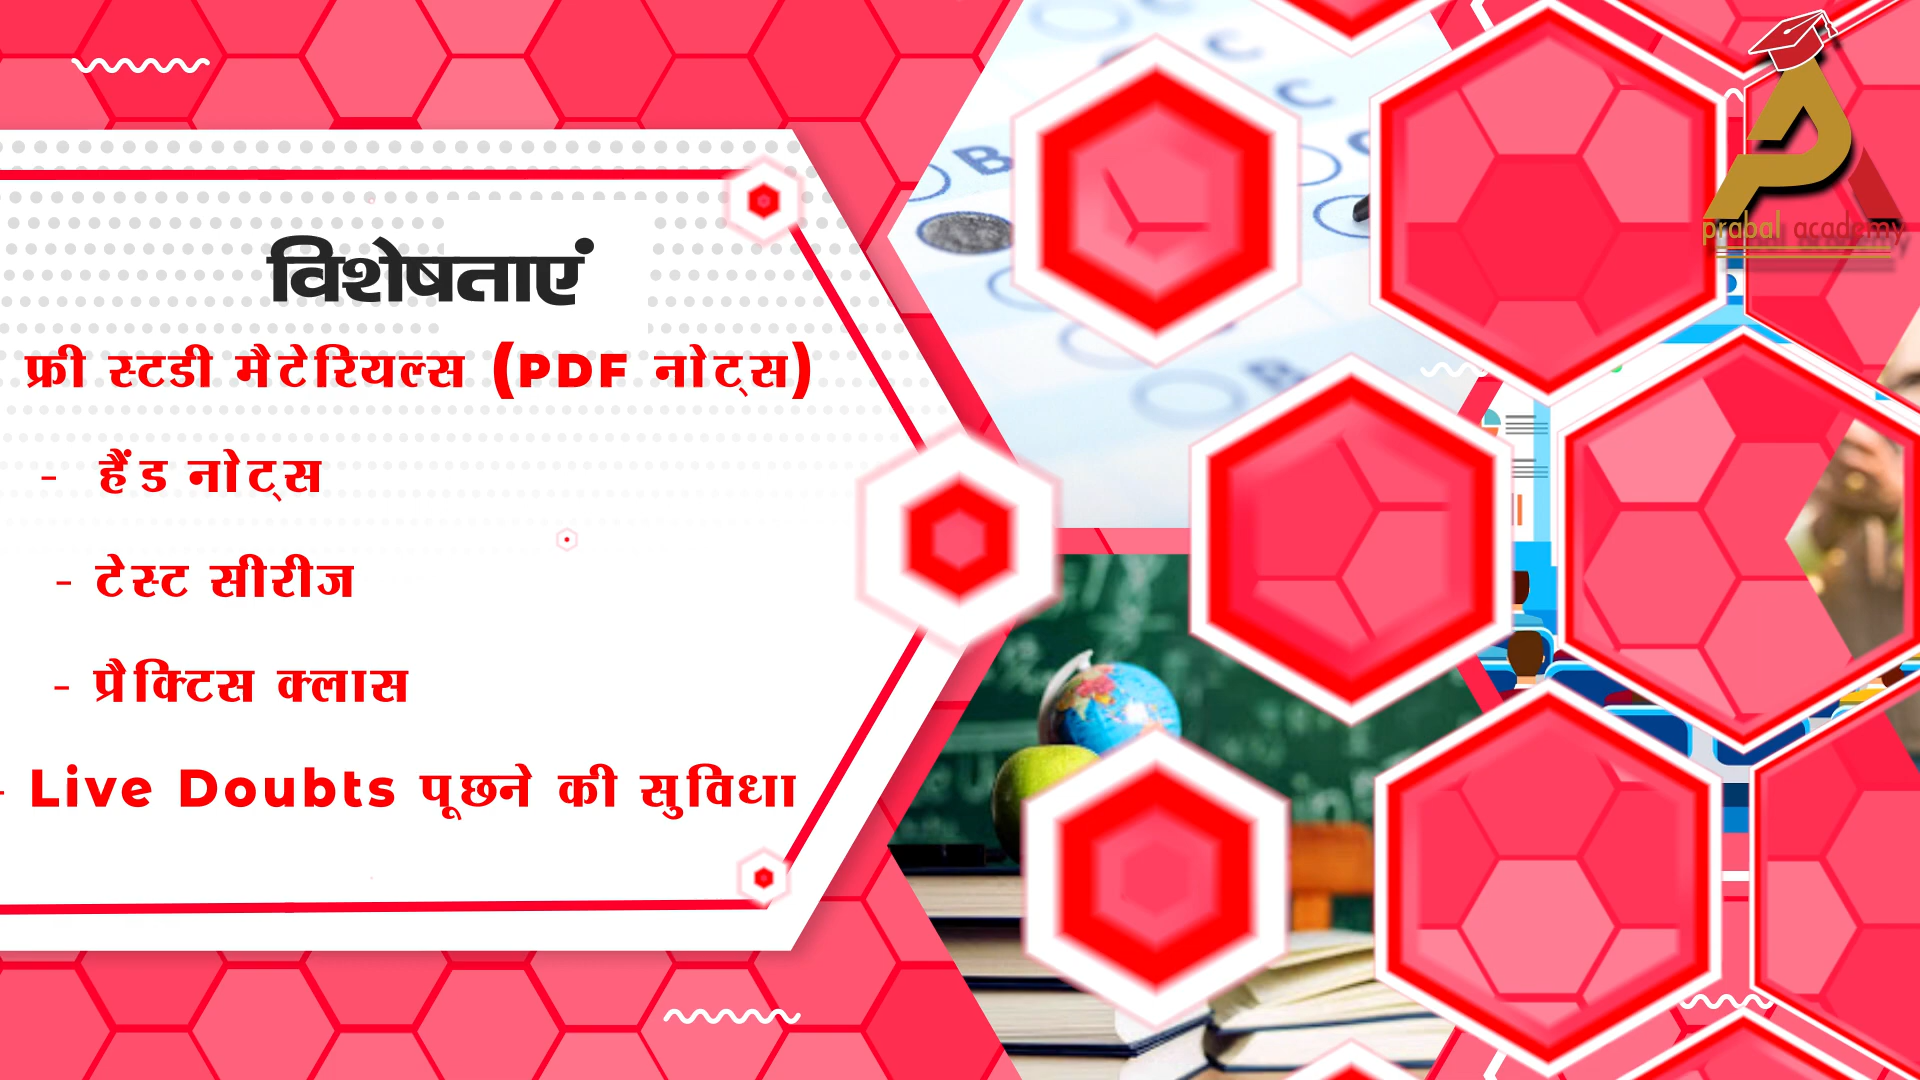 विशेषताएं
फ्री स्टडी मैटेरियल्स (PDF नोट्स)
- हैंड नोट्स
- टेस्ट सीरीज
- प्रैक्टिस क्लास
- Live Doubts पूछने की सुविधा
prabal academy
B
C
C
B